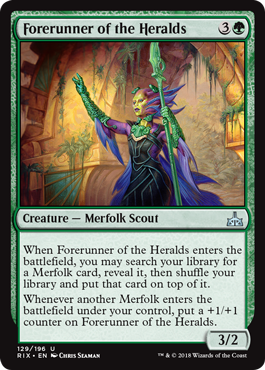 Forerunner of the Heralds 3
Creature — Merfolk Scout
When Forerunner of the Heralds enters the
battlefield, you may search your library for
a Merfolk card, reveal it, then shuffle your
library and put that card on top of it.
Whenever another Merfolk enters the
battlefield under your control, put a +1/+1
counter on Forerunner of the Heralds.
3/2
129/196 U
RIX • EN Chris Seaman
™ & © 2018 Wizards of the Coast